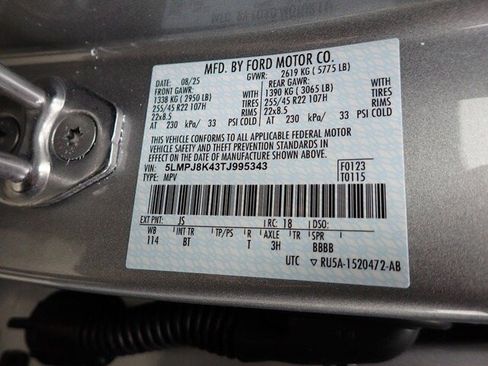 MFD. BY FORD MOTOR CO.
DATE: 08/25 GVWR: 2619 KG ( 5775 LB)
FRONT GAWR: REAR GAWR:
1338 KG ( 2950 LB) WITH 1390 KG ( 3065 LB) WITH
255/45 R22 107H TIRES 255/45 R22 107H TIRES
22x8.5 RIMS 22x8.5 RIMS
AT 230 kPa/ 33 PSI COLD AT 230 kPa/ 33 PSI COLD
THIS VEHICLE CONFORMS TO ALL APPLICABLE FEDERAL MOTOR
VEHICLE SAFETY AND THEFT PREVENTION STANDARDS IN
EFFECT ON THE DATE OF MANUFACTURE SHOWN ABOVE.
VIN: 5LMPJ8K43TJ995343 F0123
TYPE: MPV T0115
EXT PNT: JS RC: 18 DSO:
WB INT TR TP/PS R AXLE TR SPR
114 BT T 3H BBBB
UTC ▽ RU5A-1520472-AB